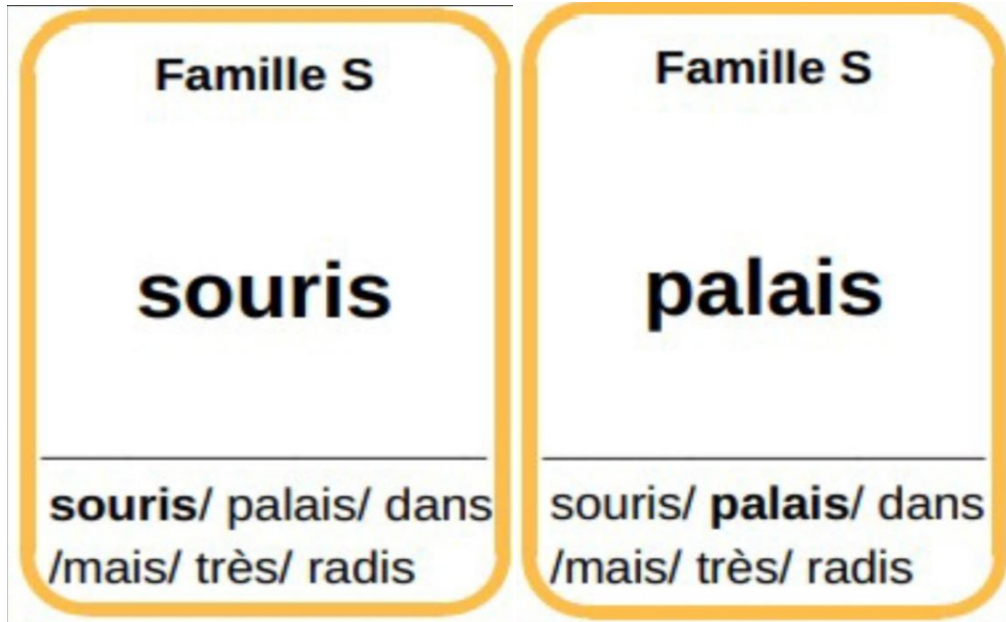 Famille S
souris
souris/ palais/ dans
/mais/ très/ radis
Famille S
palais
souris/ palais/ dans
/mais/ très/ radis